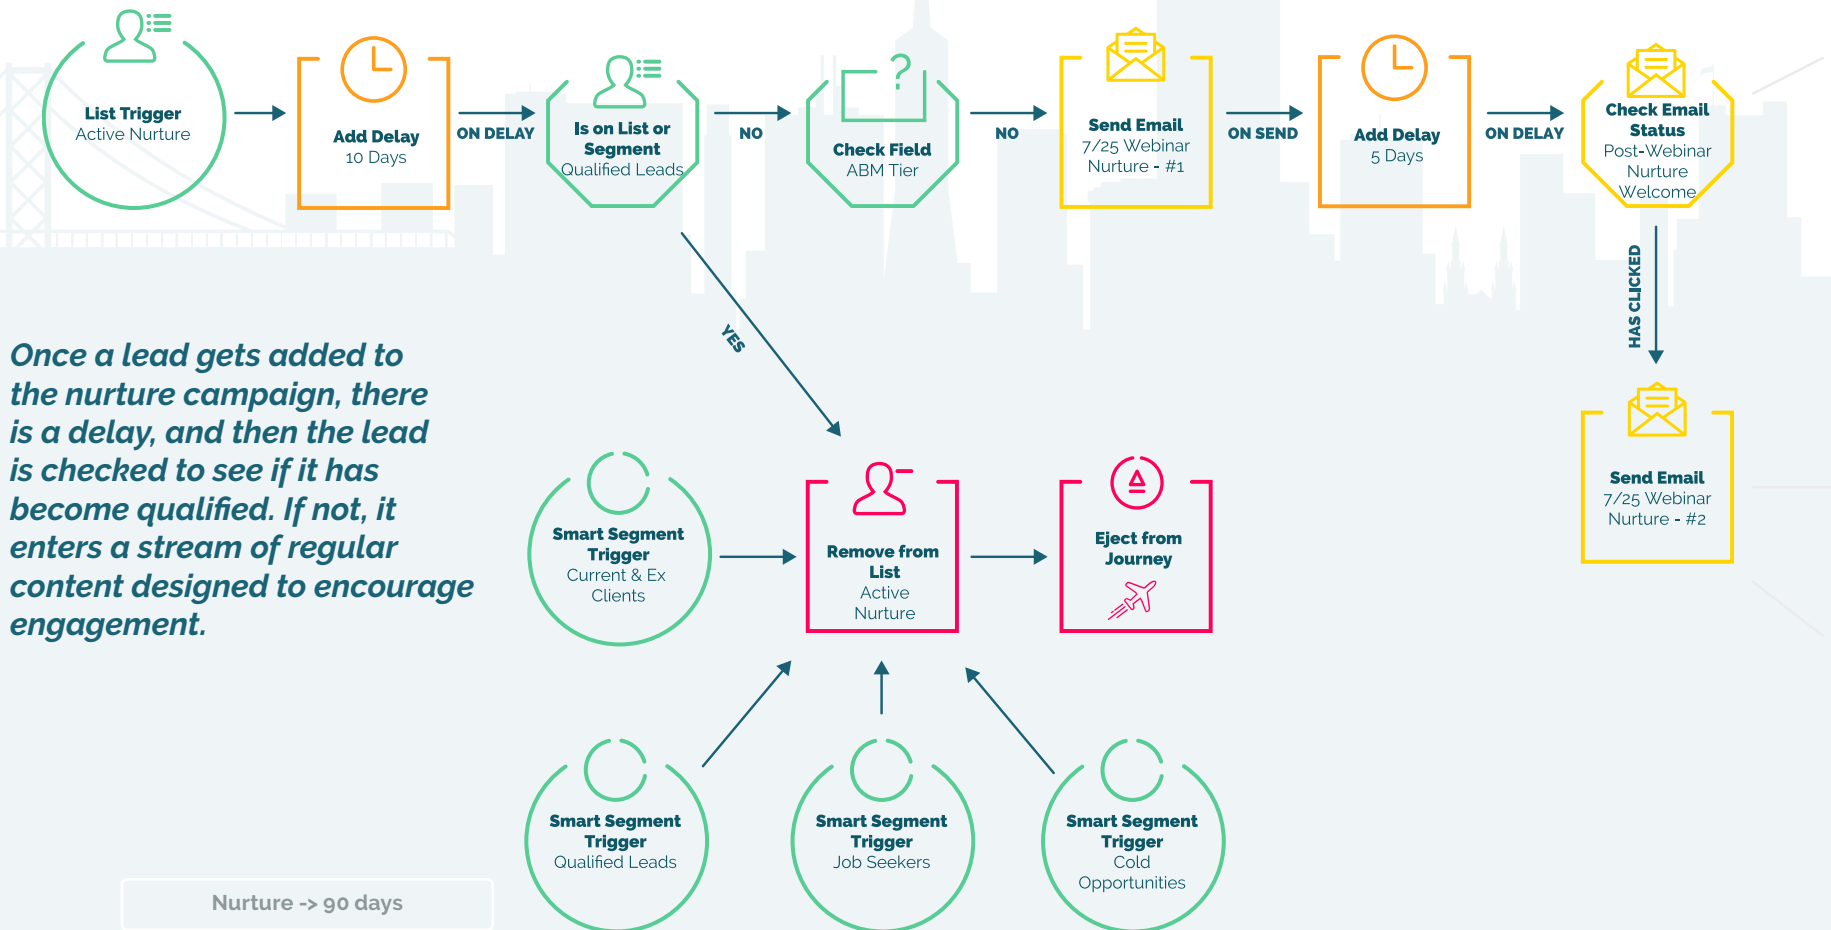 List Trigger
Active Nurture
Add Delay
10 Days
ON DELAY
Is on List or
Segment
Qualified Leads
NO
Check Field
ABM Tier
NO
Send Email
7/25 Webinar
Nurture - #1
ON SEND
Add Delay
5 Days
ON DELAY
Check Email
Status
Post-Webinar
Nurture
Welcome
YES
HAS CLICKED
Once a lead gets added to
the nurture campaign, there
is a delay, and then the lead
is checked to see if it has
become qualified. If not, it
enters a stream of regular
content designed to encourage
engagement.
Smart Segment
Trigger
Current & Ex
Clients
Remove from
List
Active
Nurture
Eject from
Journey
Send Email
7/25 Webinar
Nurture - #2
Smart Segment
Trigger
Qualified Leads
Smart Segment
Trigger
Job Seekers
Smart Segment
Trigger
Cold
Opportunities
Nurture -> 90 days